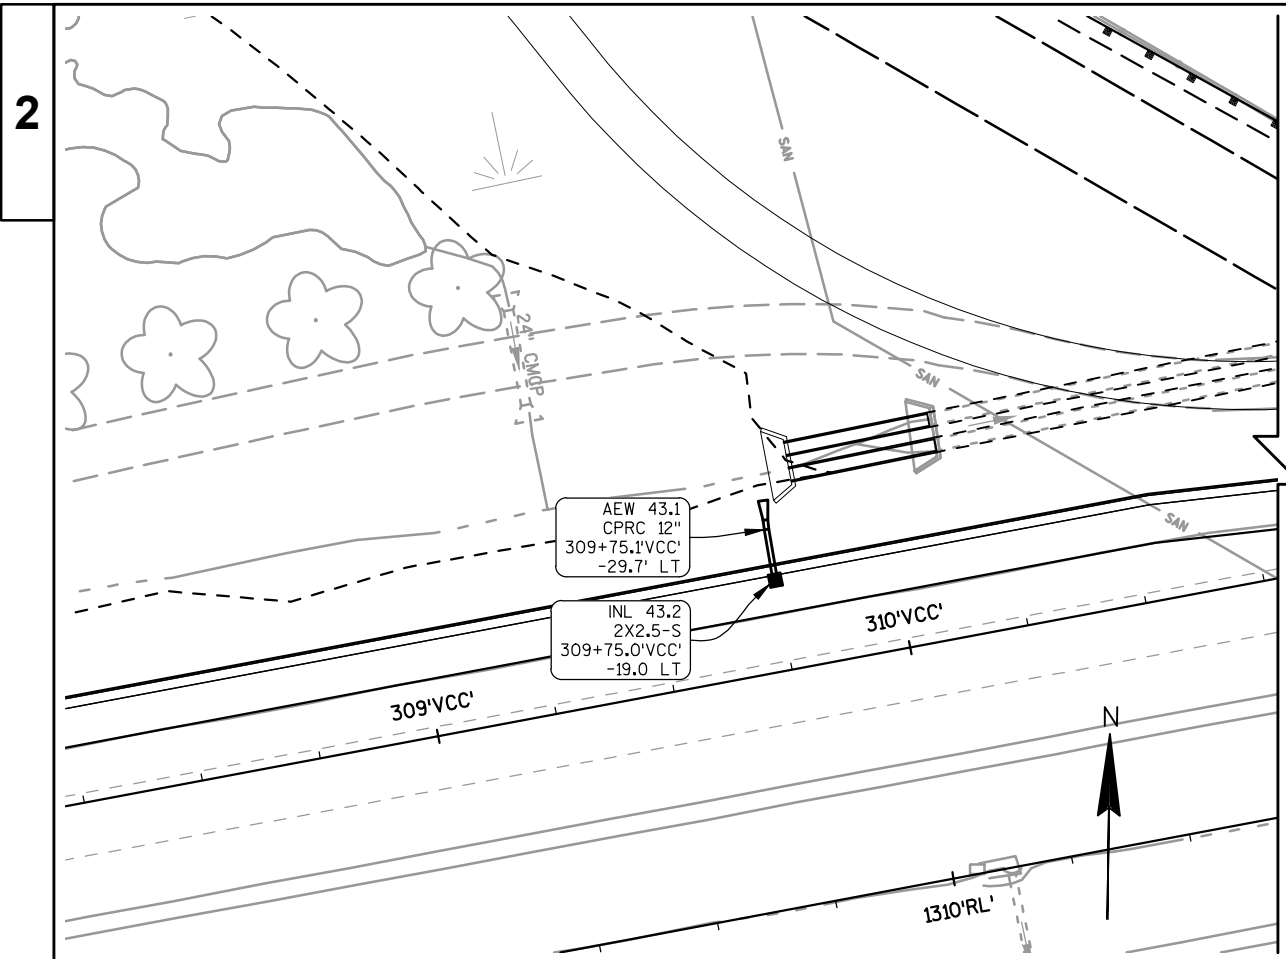 2
SAN
24" CMCP
SAN
AEW 43.1
CPRC 12"
309+75.1'VCC'
-29.7' LT
SAN
INL 43.2
2X2.5-S
309+75.0'VCC'
-19.0 LT
310'VCC'
309'VCC'
N
1310'RL'